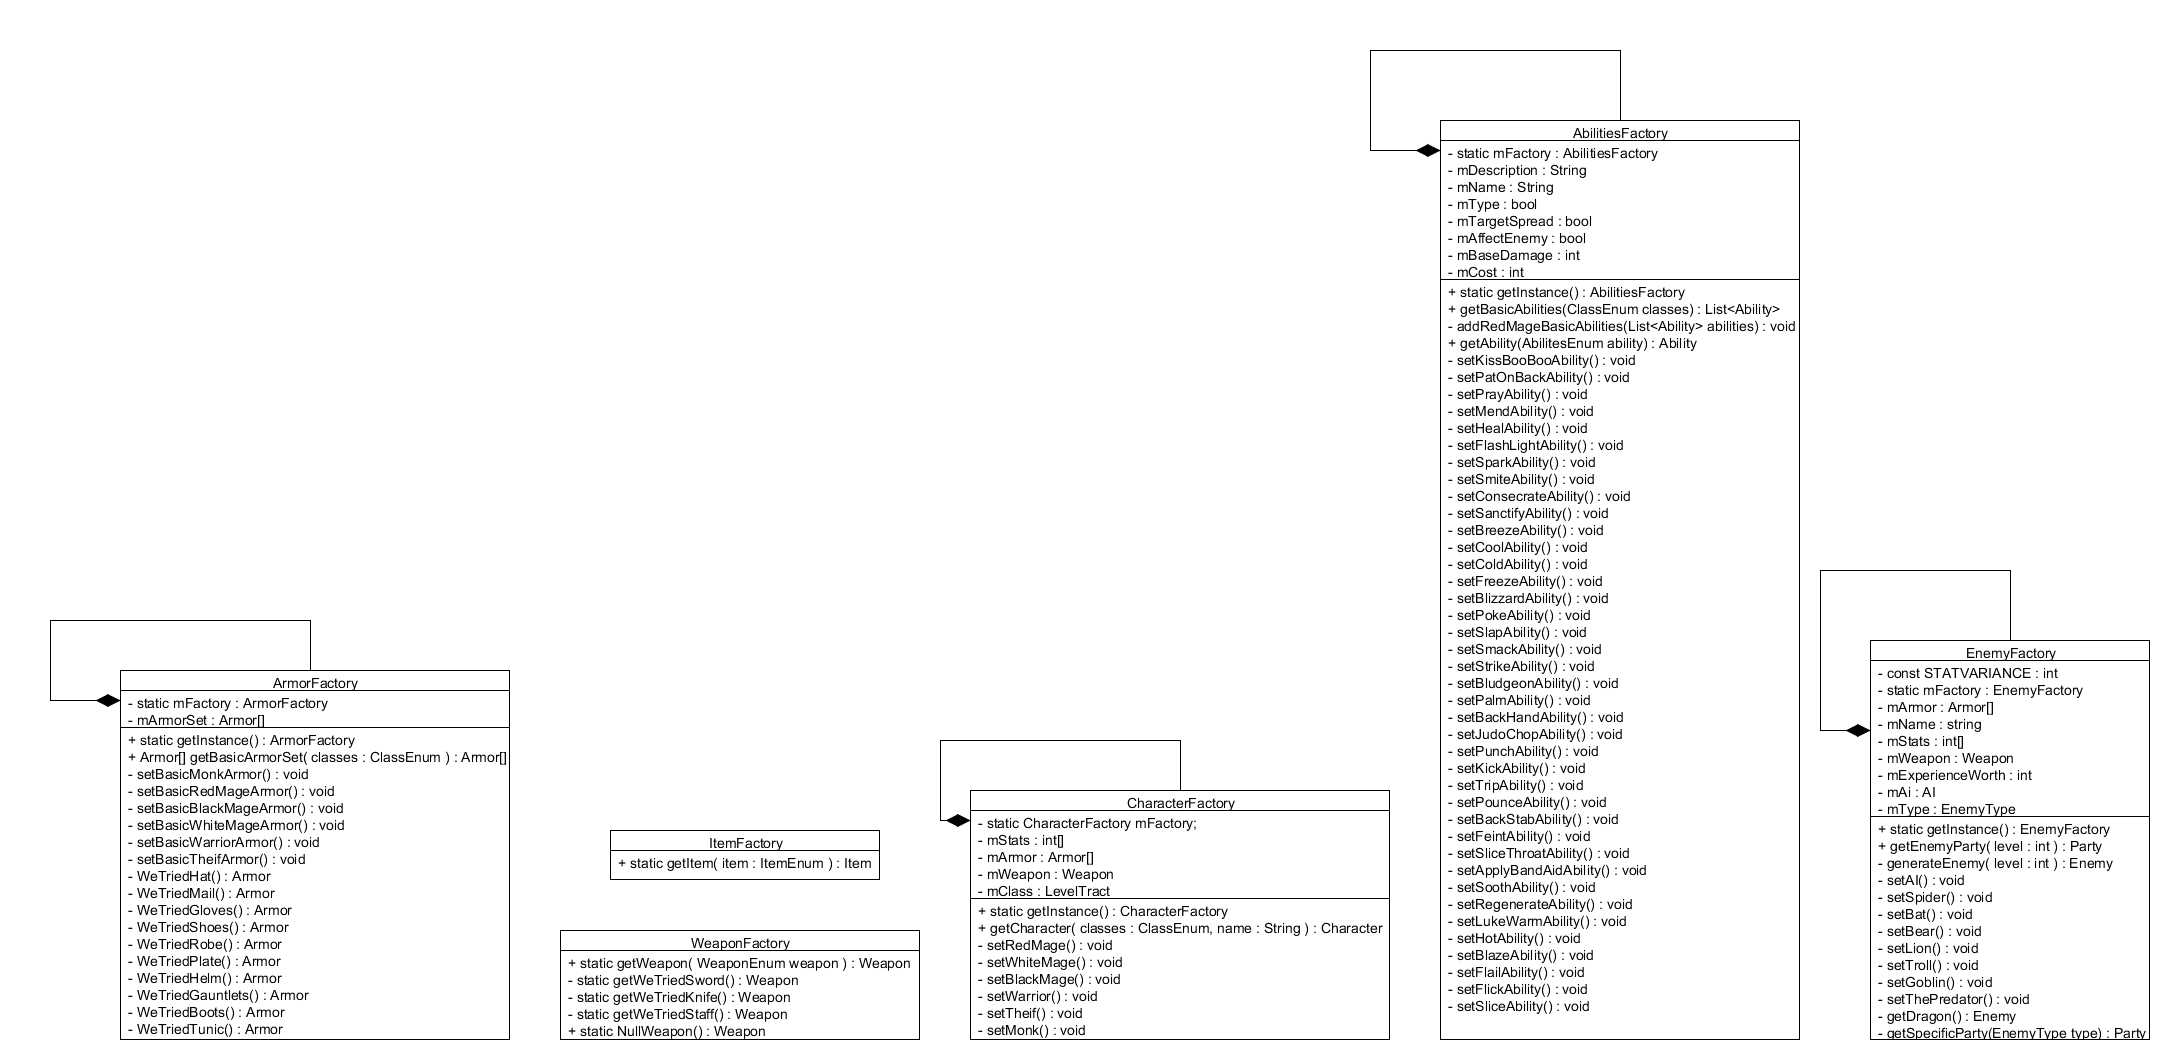 AbilitiesFactory
- static mFactory : AbilitiesFactory
- mDescription : String
- mName : String
- mType : bool
- mTargetSpread : bool
- mAffectEnemy : bool
- mBaseDamage : int
- mCost : int
+ static getInstance() : AbilitiesFactory
+ getBasicAbilities(ClassEnum classes) : List<Ability>
- addRedMageBasicAbilities(List<Ability> abilities) : void
+ getAbility(AbilitesEnum ability) : Ability
- setKissBooBooAbility() : void
- setPatOnBackAbility() : void
- setPrayAbility() : void
- setMendAbility() : void
- setHealAbility() : void
- setFlashLightAbility() : void
- setSparkAbility() : void
- setSmiteAbility() : void
- setConsecrateAbility() : void
- setSanctifyAbility() : void
- setBreezeAbility() : void
- setCoolAbility() : void
- setColdAbility() : void
- setFreezeAbility() : void
- setBlizzardAbility() : void
- setPokeAbility() : void
- setSlapAbility() : void
- setSmackAbility() : void
- setStrikeAbility() : void
- setBludgeonAbility() : void
- setPalmAbility() : void
- setBackHandAbility() : void
- setJudoChopAbility() : void
- setPunchAbility() : void
- setKickAbility() : void
- setTripAbility() : void
- setPounceAbility() : void
- setBackStabAbility() : void
- setFeintAbility() : void
- setSliceThroatAbility() : void
- setApplyBandAidAbility() : void
- setSoothAbility() : void
- setRegenerateAbility() : void
- setLukeWarmAbility() : void
- setHotAbility() : void
- setBlazeAbility() : void
- setFlailAbility() : void
- setFlickAbility() : void
- setSliceAbility() : void
ArmorFactory
- static mFactory : ArmorFactory
- mArmorSet : Armor[]
+ static getInstance() : ArmorFactory
+ Armor[] getBasicArmorSet( classes : ClassEnum ) : Armor[]
- setBasicMonkArmor() : void
- setBasicRedMageArmor() : void
- setBasicBlackMageArmor() : void
- setBasicWhiteMageArmor() : void
- setBasicWarriorArmor() : void
- setBasicTheifArmor() : void
- WeTriedHat() : Armor
- WeTriedMail() : Armor
- WeTriedGloves() : Armor
- WeTriedShoes() : Armor
- WeTriedRobe() : Armor
- WeTriedPlate() : Armor
- WeTriedHelm() : Armor
- WeTriedGauntlets() : Armor
- WeTriedBoots() : Armor
- WeTriedTunic() : Armor
ItemFactory
+ static getItem( item : ItemEnum ) : Item
WeaponFactory
+ static getWeapon( WeaponEnum weapon ) : Weapon
- static getWeTriedSword() : Weapon
- static getWeTriedKnife() : Weapon
- static getWeTriedStaff() : Weapon
+ static NullWeapon() : Weapon
CharacterFactory
- static CharacterFactory mFactory;
- mStats : int[]
- mArmor : Armor[]
- mWeapon : Weapon
- mClass : LevelTract
+ static getInstance() : CharacterFactory
+ getCharacter( classes : ClassEnum, name : String ) : Character
- setRedMage() : void
- setWhiteMage() : void
- setBlackMage() : void
- setWarrior() : void
- setTheif() : void
- setMonk() : void
EnemyFactory
- const STATVARIANCE : int
- static mFactory : EnemyFactory
- mArmor : Armor[]
- mName : string
- mStats : int[]
- mWeapon : Weapon
- mExperienceWorth : int
- mAi : AI
- mType : EnemyType
+ static getInstance() : EnemyFactory
+ getEnemyParty( level : int ) : Party
- generateEnemy( level : int ) : Enemy
- setAI() : void
- setSpider() : void
- setBat() : void
- setBear() : void
- setLion() : void
- setTroll() : void
- setGoblin() : void
- setThePredator() : void
- getDragon() : Enemy
- getSpecificParty(EnemyType type) : Party